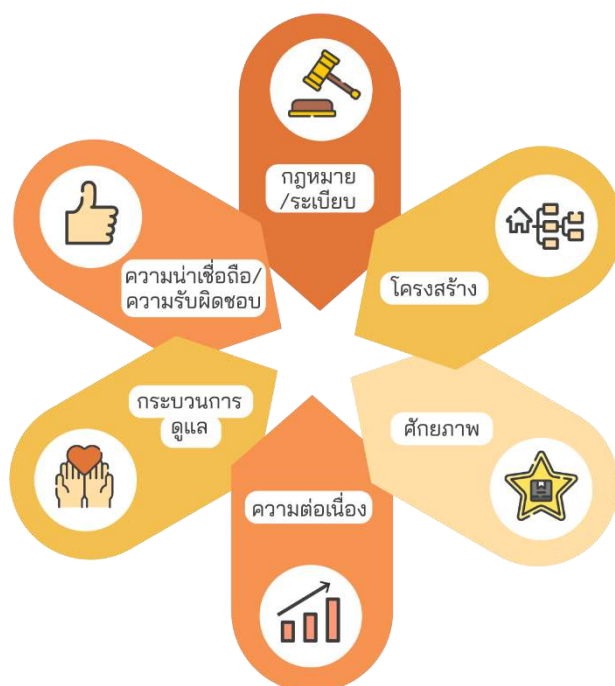 กฎหมาย
/ระเบียบ
โครงสร้าง
ศักยภาพ
ความต่อเนื่อง
กระบวนการ
ดูแล
ความน่าเชื่อถือ/
ความรับผิดชอบ